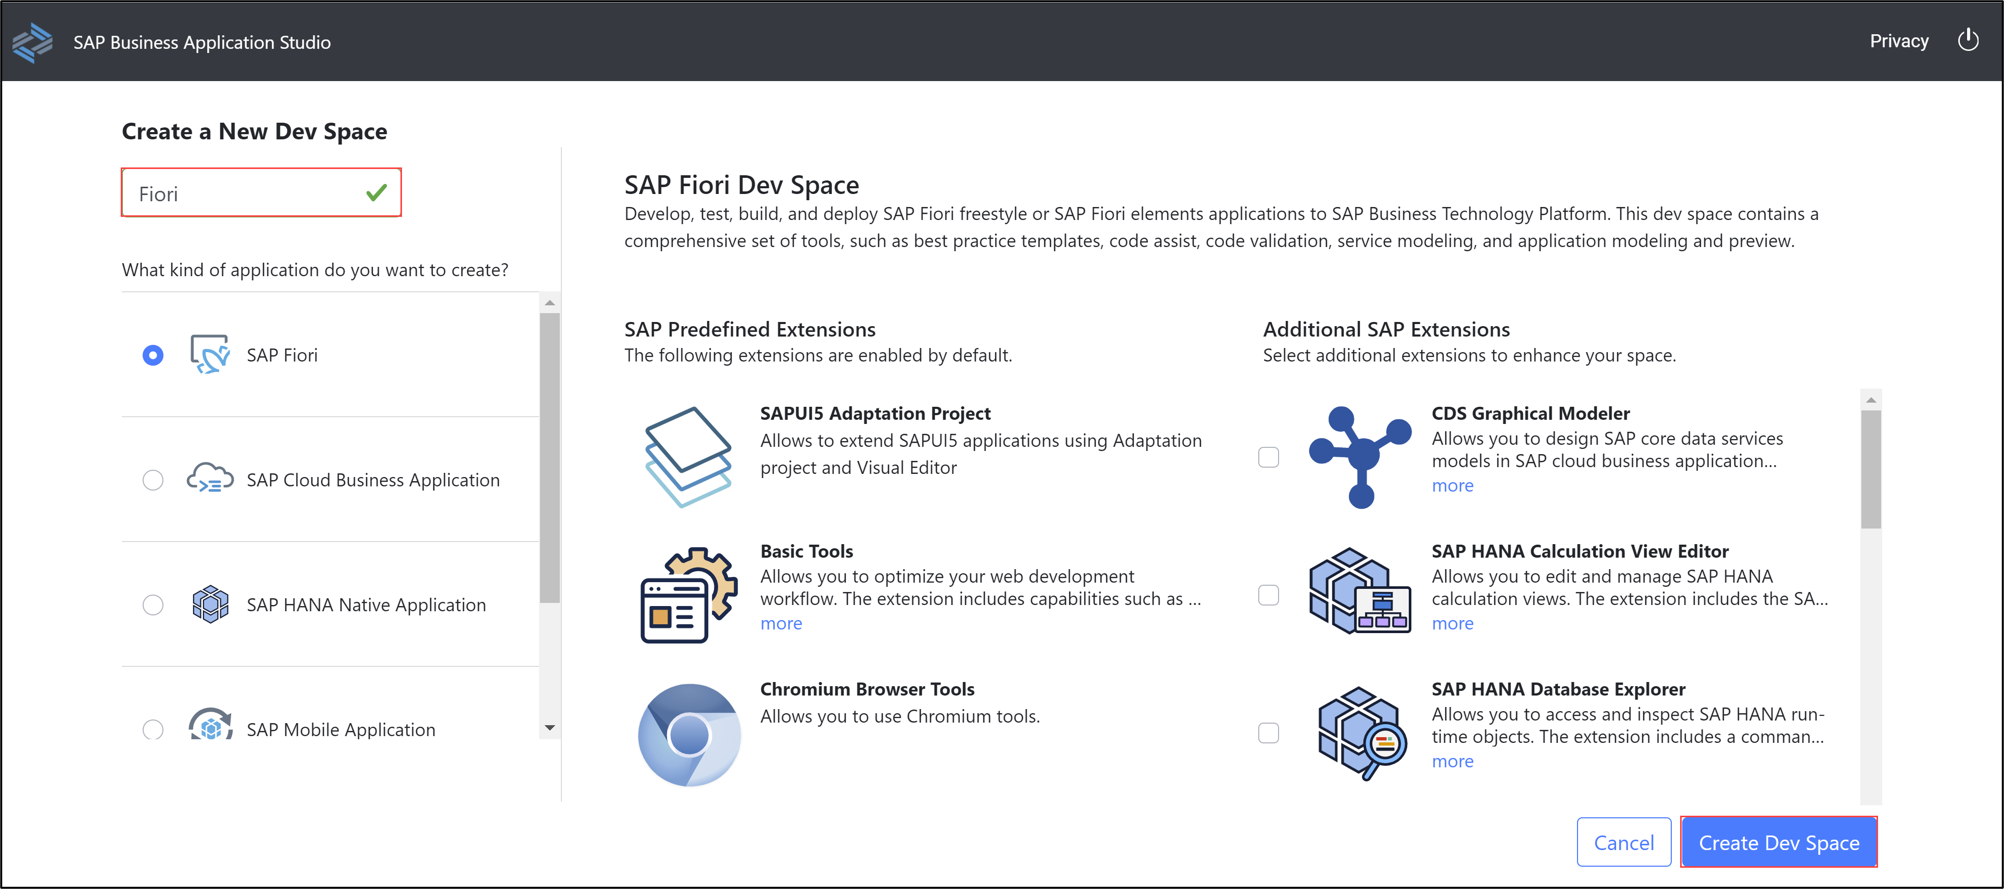 SAP Business Application Studio
Privacy
Create a New Dev Space
Fiori
What kind of application do you want to create?
SAP Fiori
SAP Cloud Business Application
SAP HANA Native Application
SAP Mobile Application
SAP Fiori Dev Space
Develop, test, build, and deploy SAP Fiori freestyle or SAP Fiori elements applications to SAP Business Technology Platform. This dev space contains a
comprehensive set of tools, such as best practice templates, code assist, code validation, service modeling, and application modeling and preview.
SAP Predefined Extensions
The following extensions are enabled by default.
SAPUI5 Adaptation Project
Allows to extend SAPUI5 applications using Adaptation
project and Visual Editor
Basic Tools
Allows you to optimize your web development
workflow. The extension includes capabilities such as ...
more
Chromium Browser Tools
Allows you to use Chromium tools.
Additional SAP Extensions
Select additional extensions to enhance your space.
CDS Graphical Modeler
Allows you to design SAP core data services
models in SAP cloud business application...
more
SAP HANA Calculation View Editor
Allows you to edit and manage SAP HANA
calculation views. The extension includes the SA...
more
SAP HANA Database Explorer
Allows you to access and inspect SAP HANA run-
time objects. The extension includes a comman...
more
Cancel
Create Dev Space